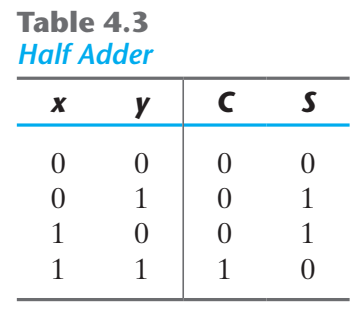 Table 4.3
Half Adder
x y C S
0 0 0 0
0 1 0 1
1 0 0 1
1 1 1 0